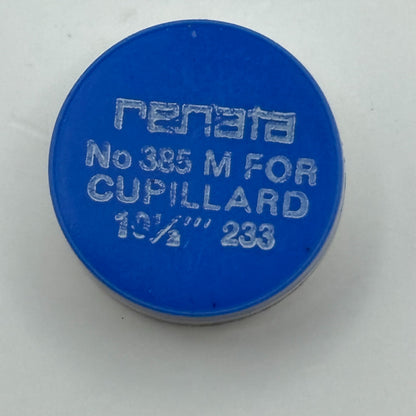 renata
No 385 M FOR
CUPILLARD
10½''' 233